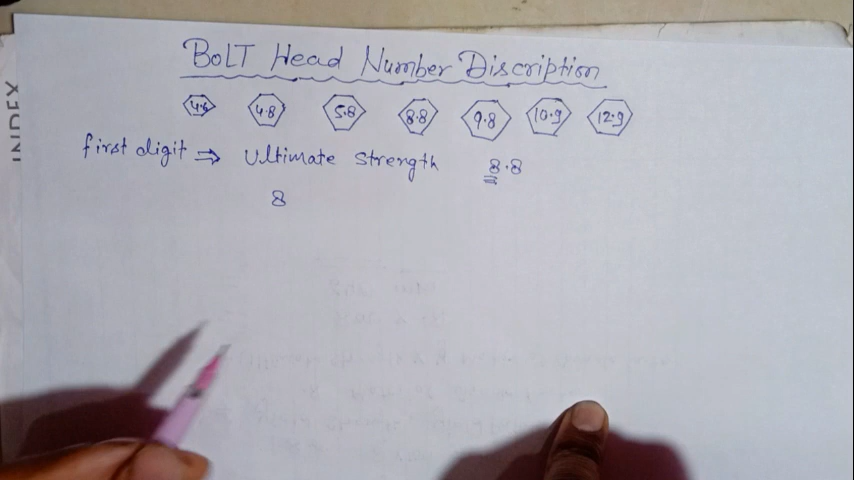 INDEX
BOLT Head Number Discription
4.6 4.8 5.8 8.8 9.8 10.9 12.9
first digit ⇒ Ultimate strength 8.8
8